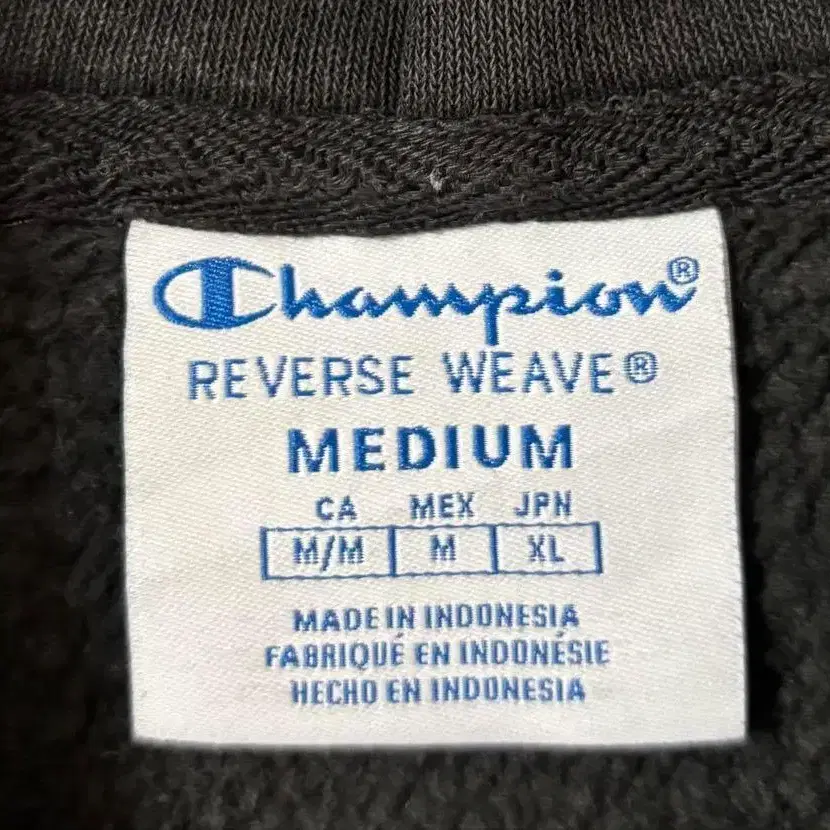 Champion®
REVERSE WEAVE®
MEDIUM
CA MEX JPN
M/M M XL
MADE IN INDONESIA
FABRIQUÉ EN INDONÉSIE
HECHO EN INDONESIA